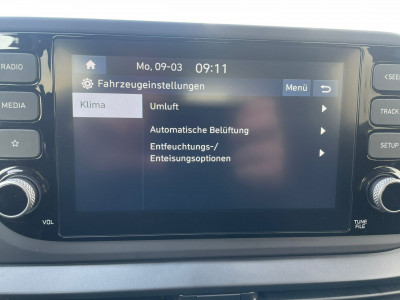 RADIO
Mo, 09-03 09:11
< SEE
Fahrzeugeinstellungen
Menü
MEDIA
Klima
Umluft
TRACK
Automatische Belüftung
Entfeuchtungs-/
Enteisungsoptionen
SETUP
VOL
TUNE
FILE